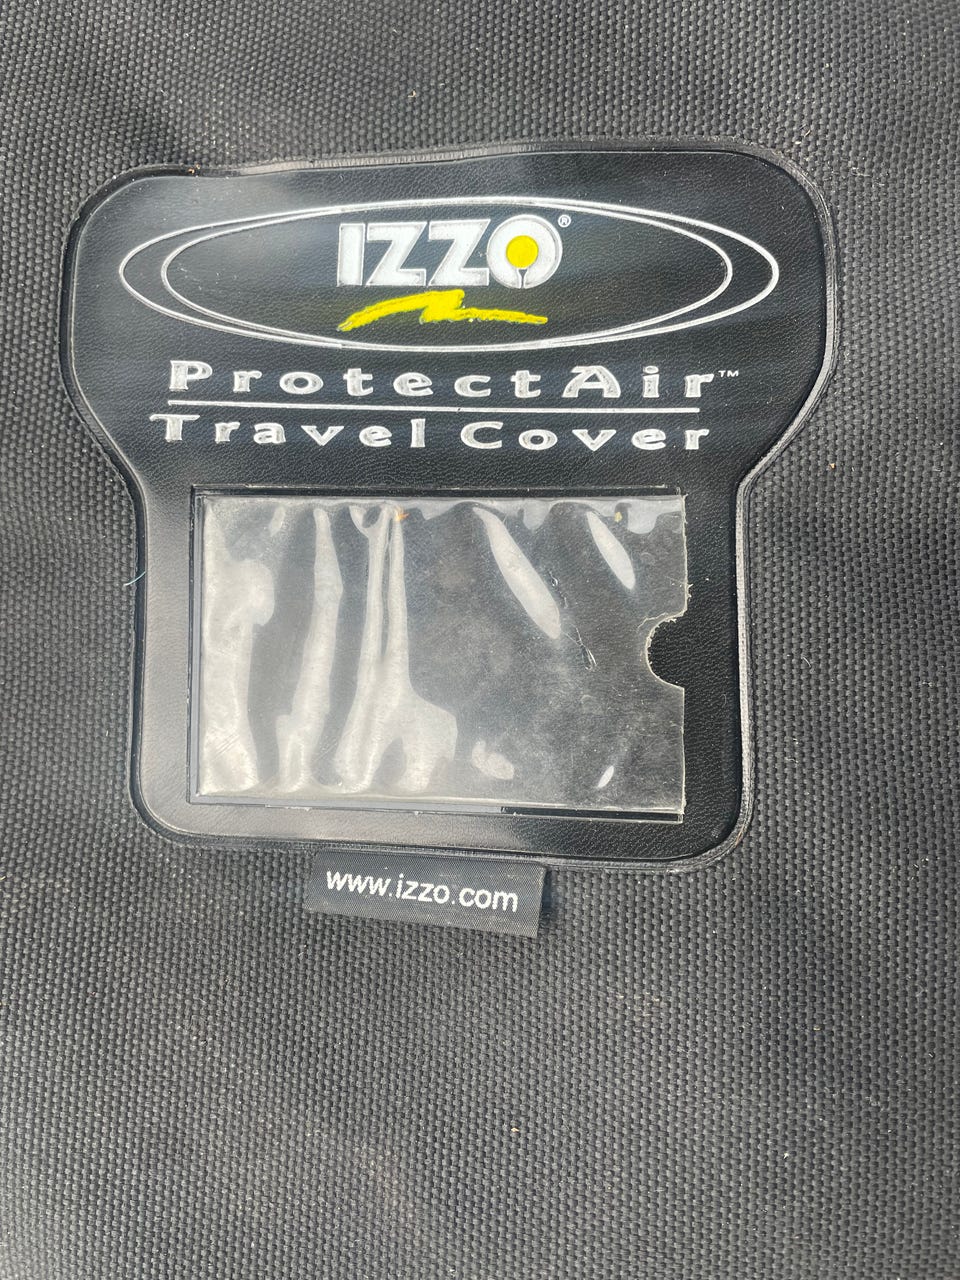 IZZO®
ProtectAir™
Travel Cover
www.izzo.com